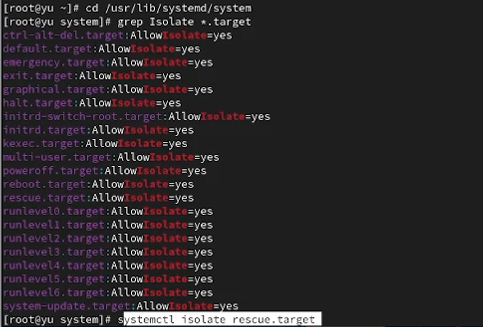 [root@yu ~]# cd /usr/lib/systemd/system
[root@yu system]# grep Isolate *.target
ctrl-alt-del.target:AllowIsolate=yes
default.target:AllowIsolate=yes
emergency.target:AllowIsolate=yes
exit.target:AllowIsolate=yes
graphical.target:AllowIsolate=yes
halt.target:AllowIsolate=yes
initrd-switch-root.target:AllowIsolate=yes
initrd.target:AllowIsolate=yes
kexec.target:AllowIsolate=yes
multi-user.target:AllowIsolate=yes
poweroff.target:AllowIsolate=yes
reboot.target:AllowIsolate=yes
rescue.target:AllowIsolate=yes
runlevel0.target:AllowIsolate=yes
runlevel1.target:AllowIsolate=yes
runlevel2.target:AllowIsolate=yes
runlevel3.target:AllowIsolate=yes
runlevel4.target:AllowIsolate=yes
runlevel5.target:AllowIsolate=yes
runlevel6.target:AllowIsolate=yes
system-update.target:AllowIsolate=yes
[root@yu system]# systemctl isolate rescue.target